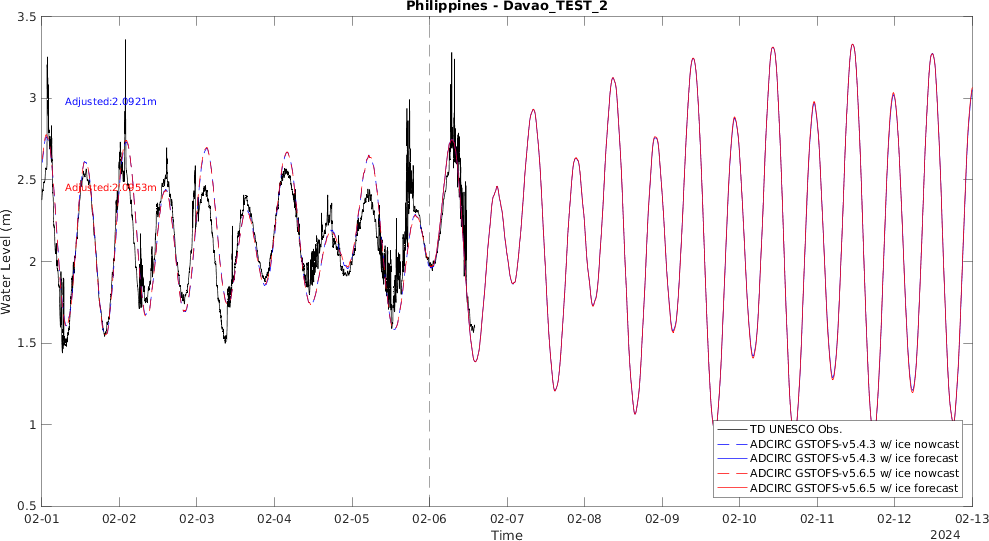 Philippines - Davao_TEST_2
3.5
3
2.5
2
1.5
1
0.5
Water Level (m)
Adjusted:2.0921m
Adjusted:2.0953m
TD UNESCO Obs.
ADCIRC GSTOFS-v5.4.3 w/ ice nowcast
ADCIRC GSTOFS-v5.4.3 w/ ice forecast
ADCIRC GSTOFS-v5.6.5 w/ ice nowcast
ADCIRC GSTOFS-v5.6.5 w/ ice forecast
02-01 02-02 02-03 02-04 02-05 02-06 02-07 02-08 02-09 02-10 02-11 02-12 02-13
Time
2024